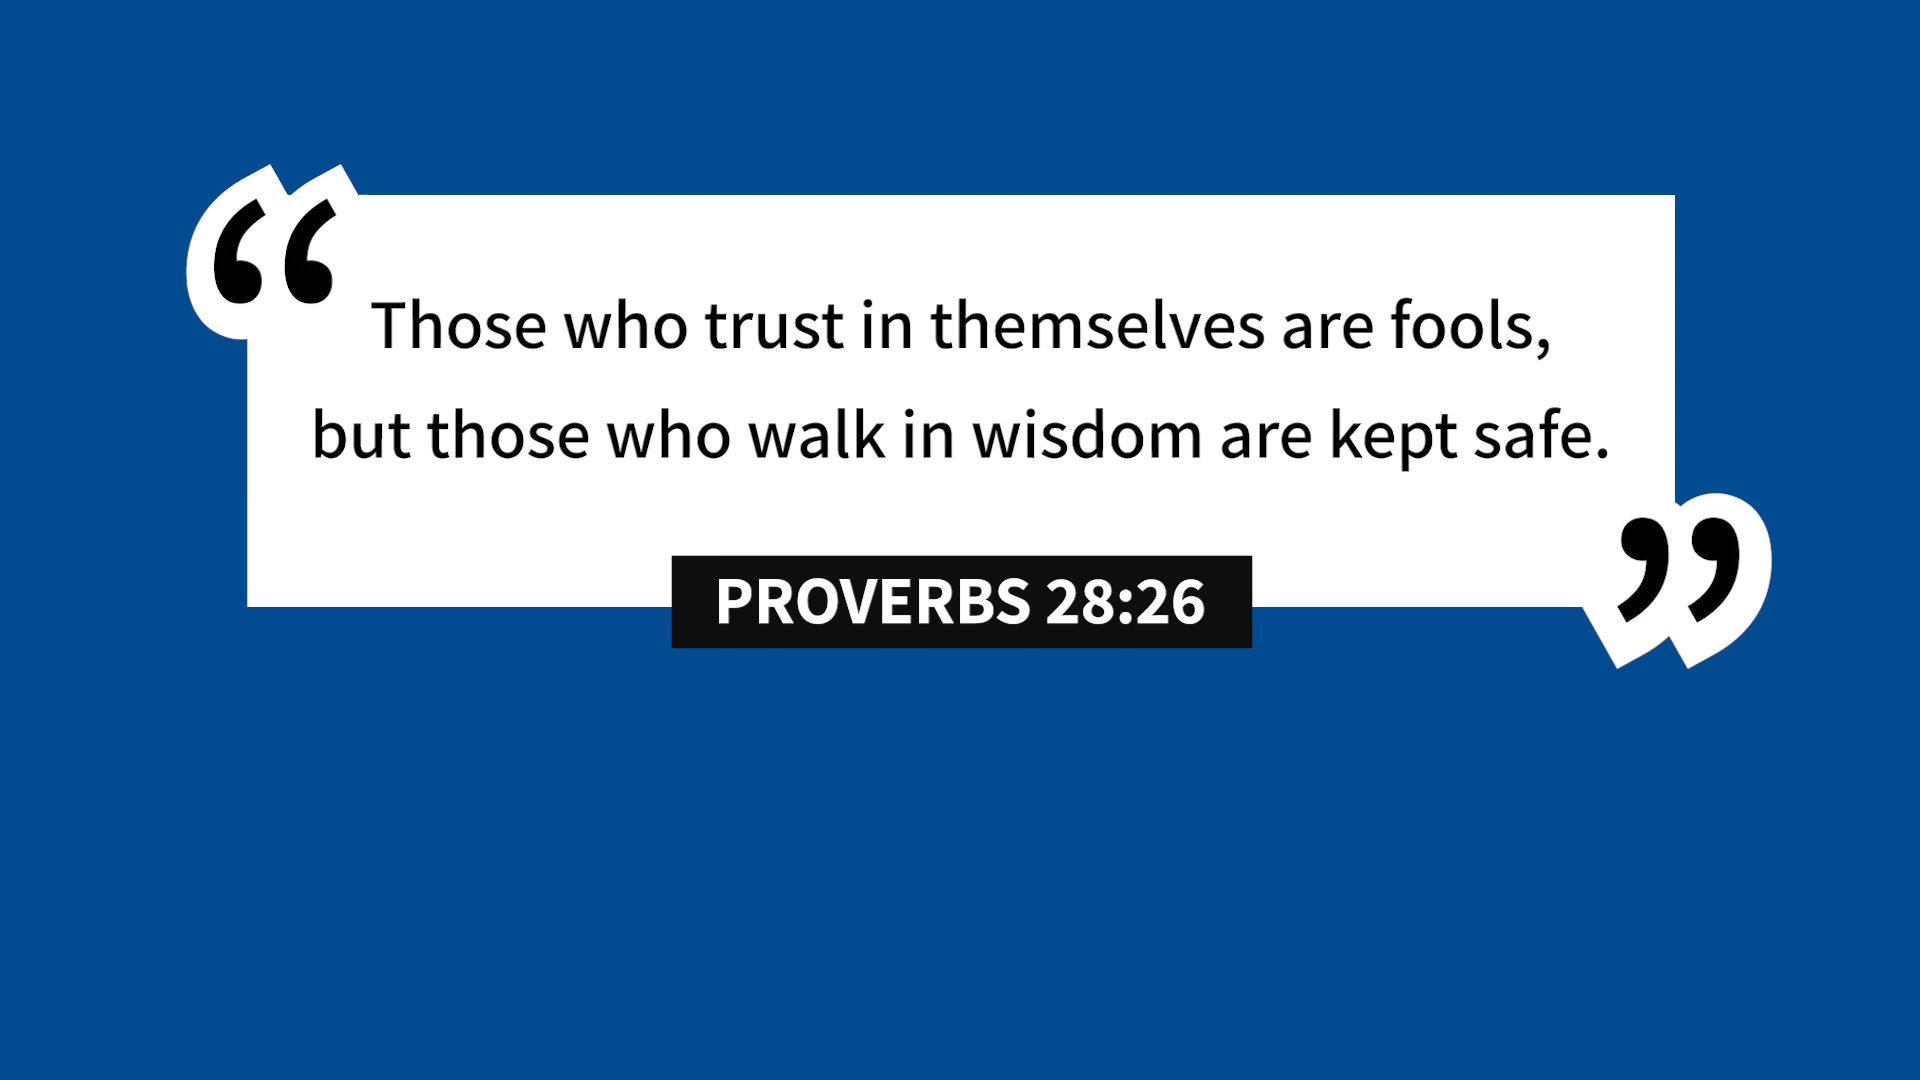 “
Those who trust in themselves are fools,
but those who walk in wisdom are kept safe.
”
PROVERBS 28:26